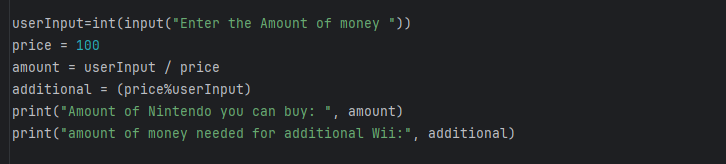 userInput=int(input("Enter the Amount of money "))
price = 100
amount = userInput / price
additional = (price%userInput)
print("Amount of Nintendo you can buy: ", amount)
print("amount of money needed for additional Wii:", additional)